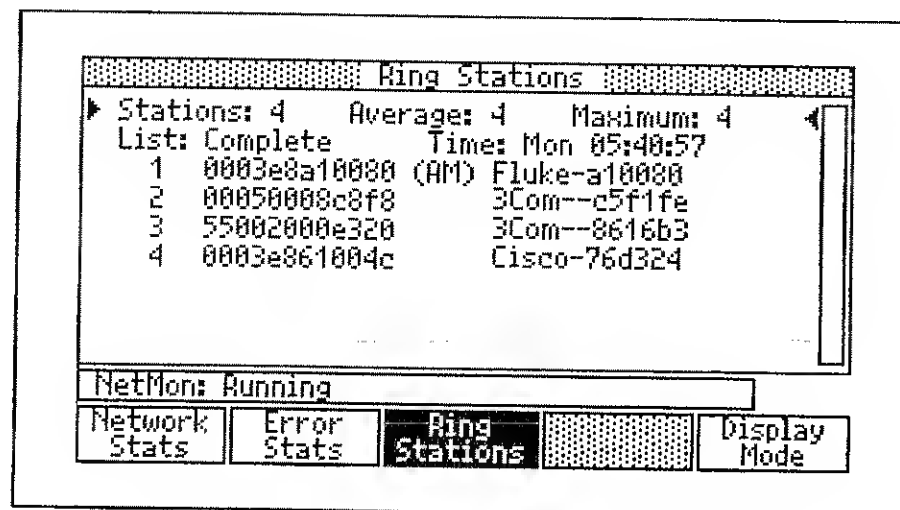 Ring Stations
Stations: 4 Average: 4 Maximum: 4
List: Complete Time: Mon 05:40:57
1 0003e8a10080 (AM) Fluke-a10080
2 00050008c8f8 3Com--c5f1fe
3 55002000e320 3Com--8616b3
4 0003e861004c Cisco-76d324
NetMon: Running
Network Stats
Error Stats
Ring Stations
Display Mode